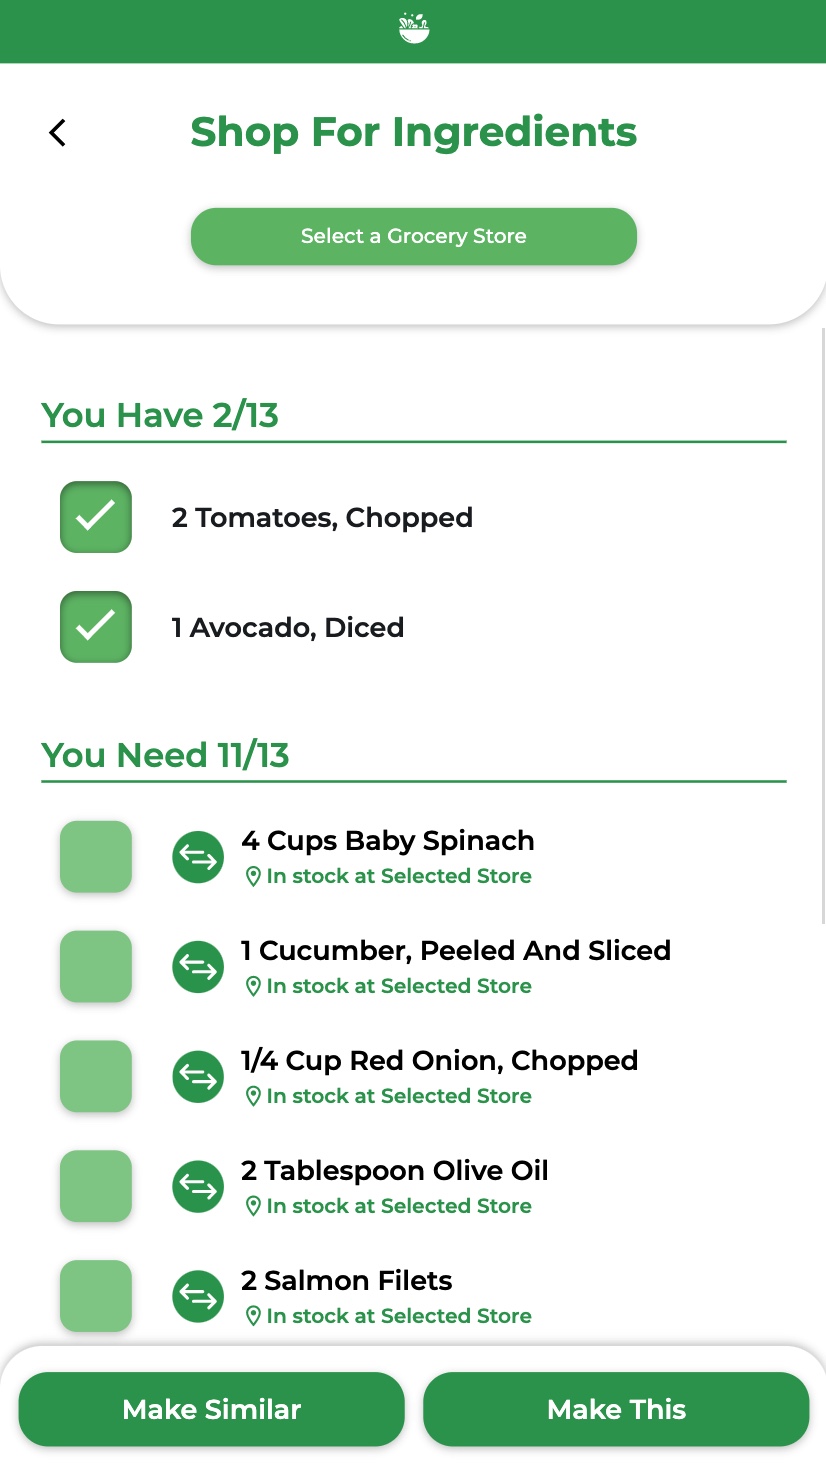 Shop For Ingredients
Select a Grocery Store
You Have 2/13
2 Tomatoes, Chopped
1 Avocado, Diced
You Need 11/13
4 Cups Baby Spinach
In stock at Selected Store
1 Cucumber, Peeled And Sliced
In stock at Selected Store
1/4 Cup Red Onion, Chopped
In stock at Selected Store
2 Tablespoon Olive Oil
In stock at Selected Store
2 Salmon Filets
In stock at Selected Store
Make Similar
Make This